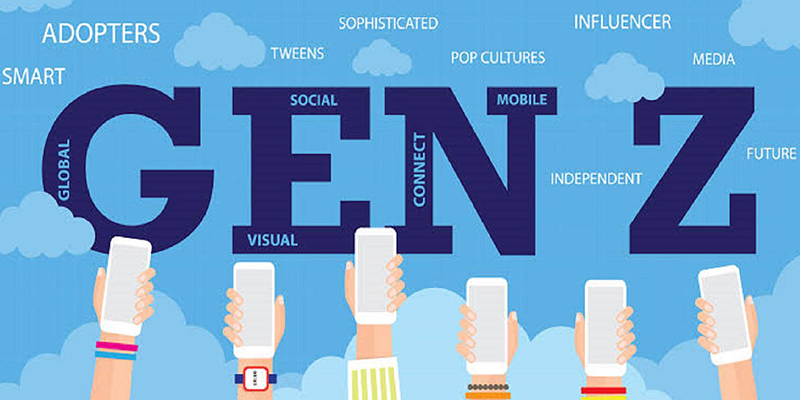 ADOPTERS
SOPHISTICATED
INFLUENCER
TWEENS
POP CULTURES
MEDIA
SMART
GEN Z
SOCIAL
MOBILE
GLOBAL
CONNECT
INDEPENDENT
FUTURE
VISUAL